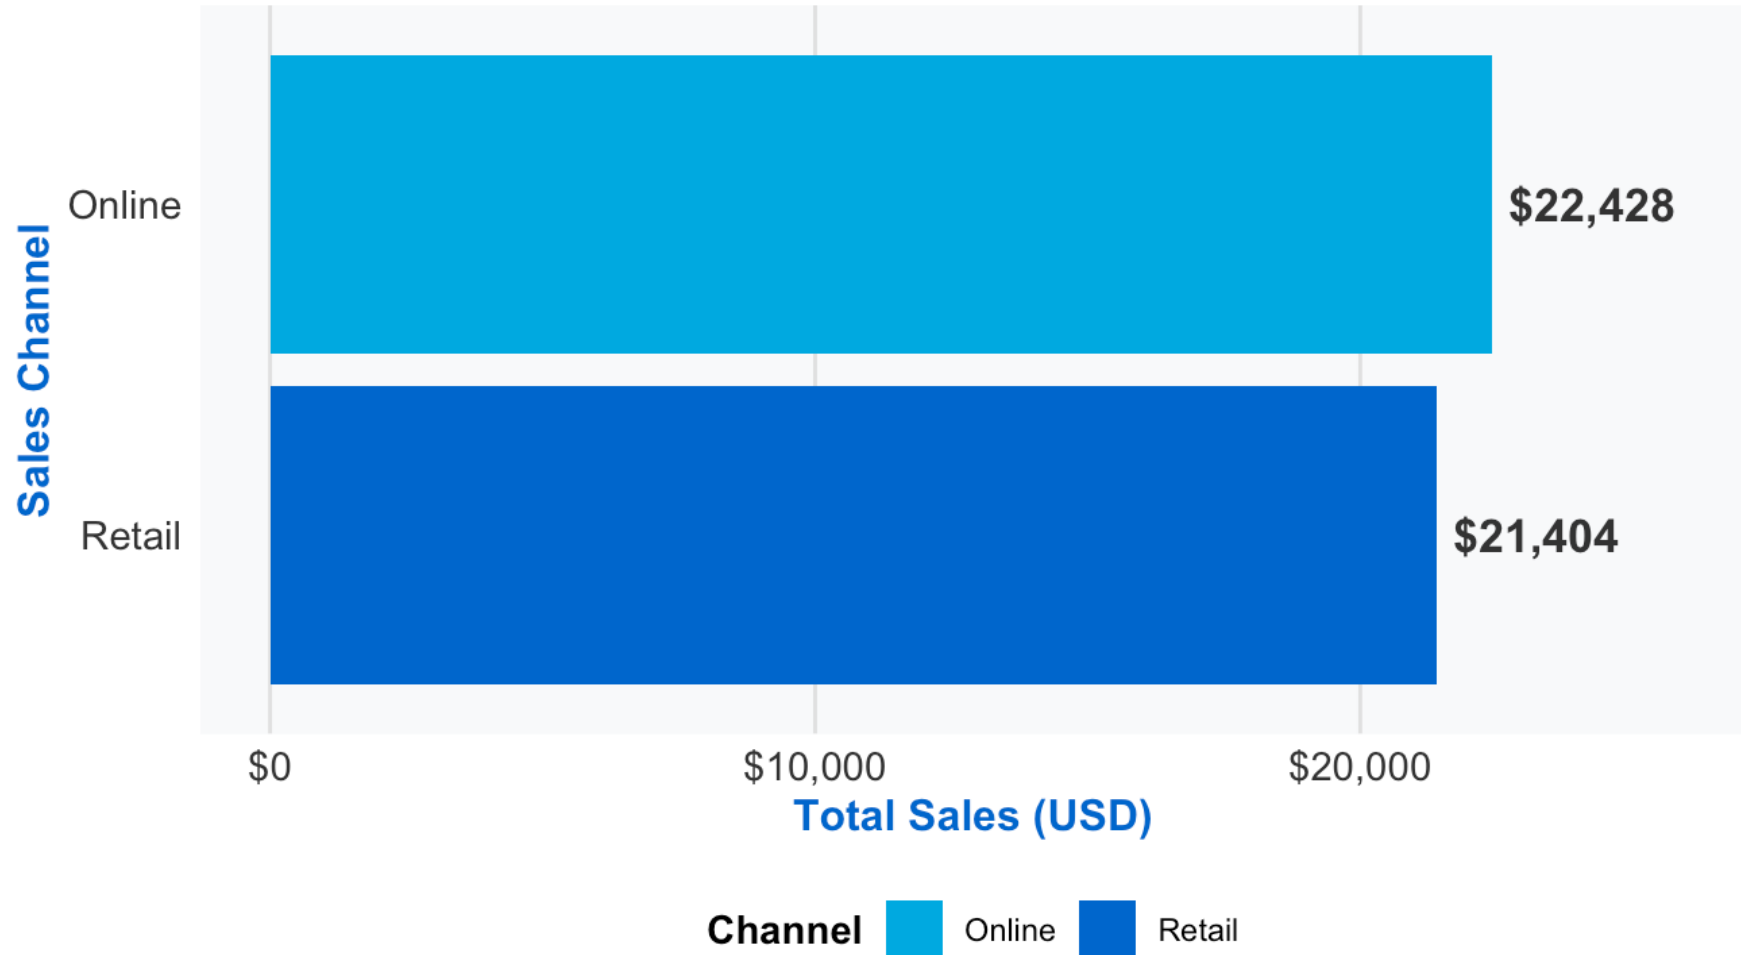 Sales Channel
Online
$22,428
Retail
$21,404
$0 $10,000 $20,000
Total Sales (USD)
Channel Online Retail